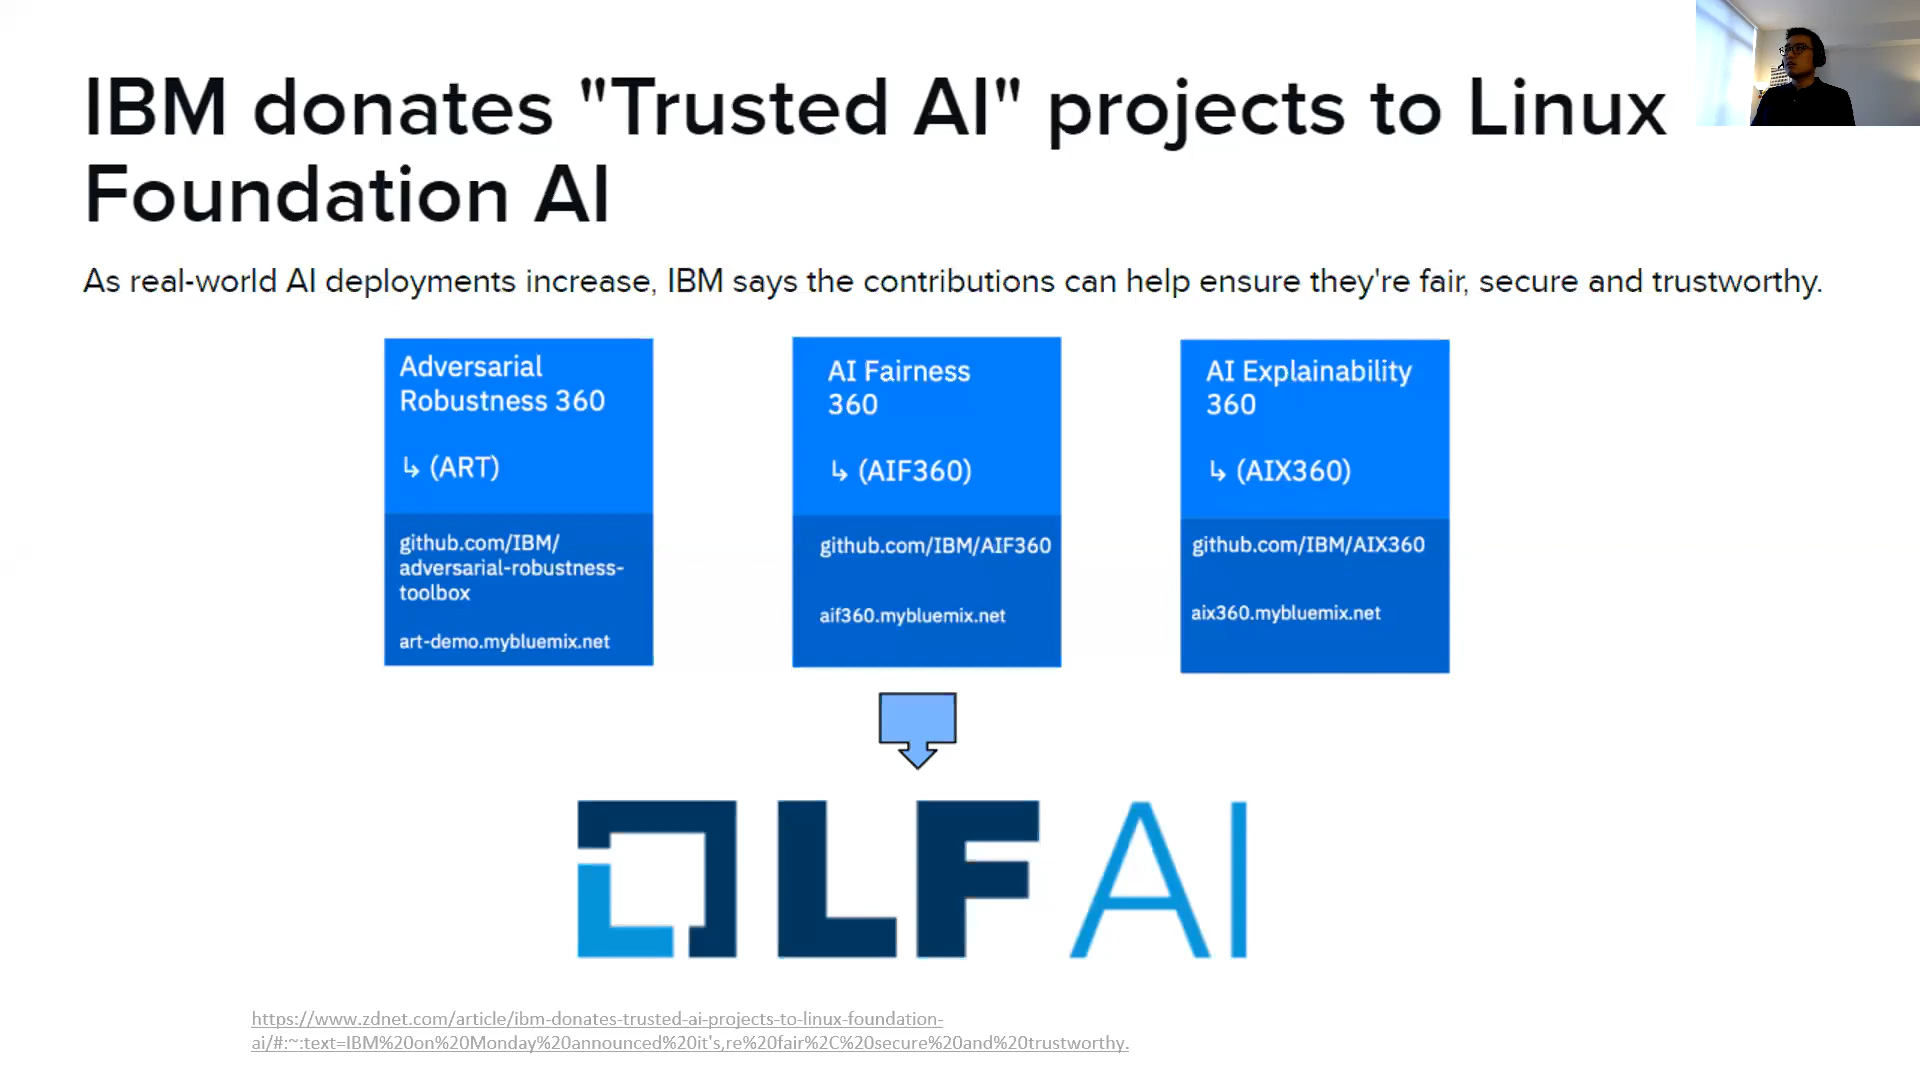 IBM donates "Trusted AI" projects to Linux
Foundation AI
As real-world AI deployments increase, IBM says the contributions can help ensure they're fair, secure and trustworthy.
Adversarial
Robustness 360
↳ (ART)
github.com/IBM/
adversarial-robustness-
toolbox
art-demo.mybluemix.net
AI Fairness
360
↳ (AIF360)
github.com/IBM/AIF360
aif360.mybluemix.net
AI Explainability
360
↳ (AIX360)
github.com/IBM/AIX360
aix360.mybluemix.net
LF AI
https://www.zdnet.com/article/ibm-donates-trusted-ai-projects-to-linux-foundation-
ai/#:~:text=IBM%20on%20Monday%20announced%20it's,re%20fair%2C%20secure%20and%20trustworthy.